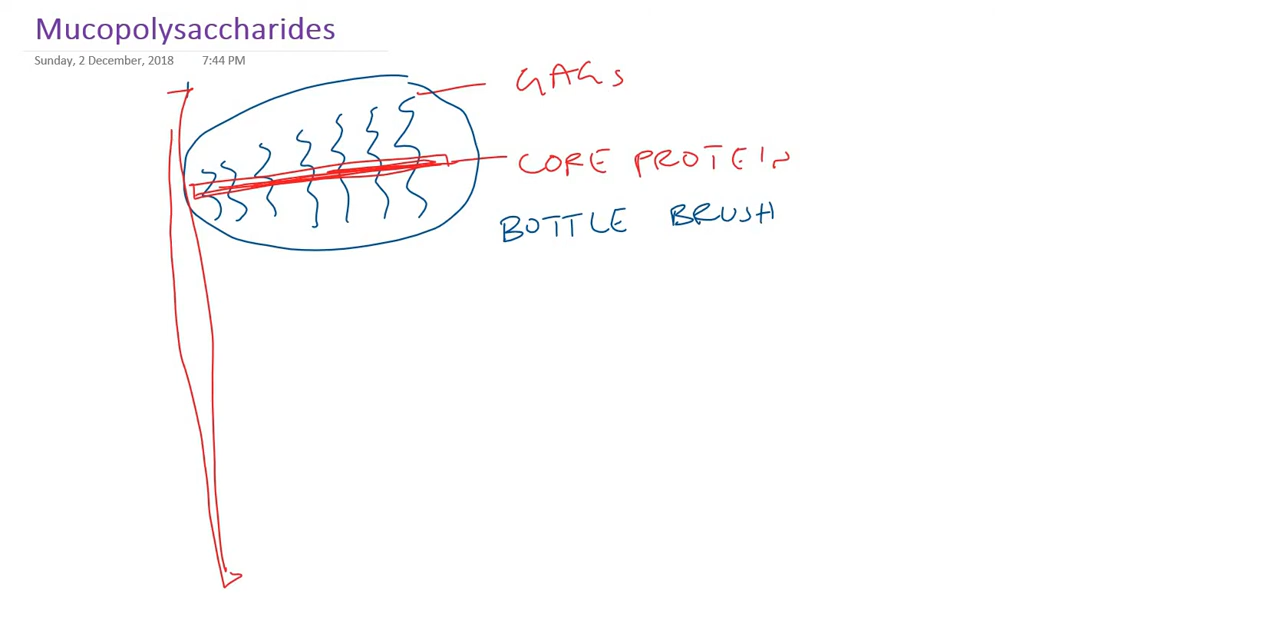 Mucopolysaccharides
Sunday, 2 December, 2018 7:44 PM
GAGs
CORE PROTEIN
BOTTLE BRUSH